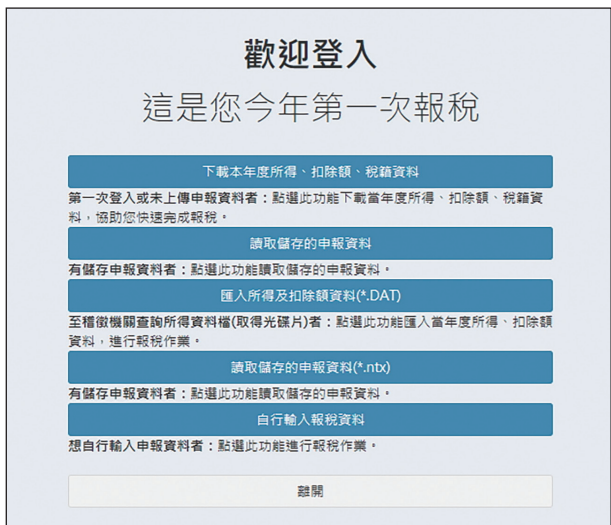 歡迎登入
這是您今年第一次報稅
下載本年度所得、扣除額、稅籍資料
第一次登入或未上傳申報資料者：點選此功能下載當年度所得、扣除額、稅籍資
料，協助您快速完成報稅。
讀取儲存的申報資料
有儲存申報資料者：點選此功能讀取儲存的申報資料。
匯入所得及扣除額資料(*.DAT)
至稽徵機關查詢所得資料檔(取得光碟片)者：點選此功能匯入當年度所得、扣除額
資料，進行報稅作業。
讀取儲存的申報資料(*.ntx)
有儲存申報資料者：點選此功能讀取儲存的申報資料。
自行輸入報稅資料
想自行輸入申報資料者：點選此功能進行報稅作業。
離開